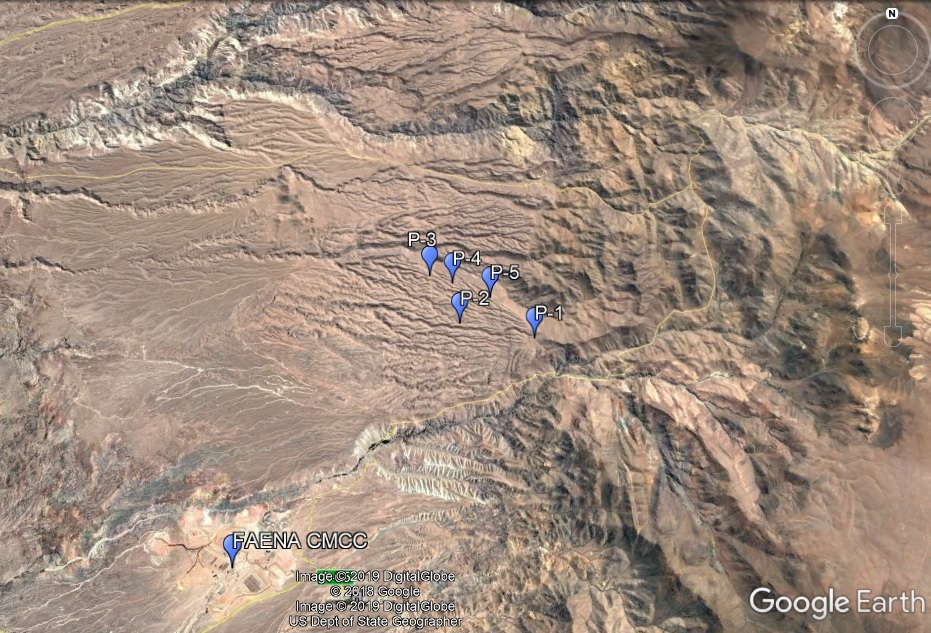 N
P-3
P-4
P-5
P-2
P-1
FAENA CMCC
Image © 2019 DigitalGlobe
© 2018 Google
Image © 2019 DigitalGlobe
US Dept of State Geographer
Google Earth